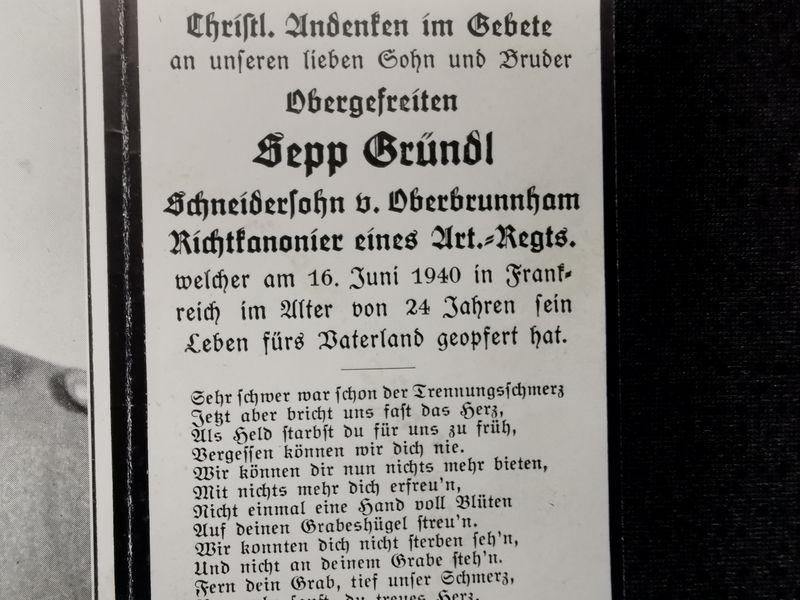 Christl. Andenken im Gebete
an unseren lieben Sohn und Bruder
Obergefreiten
Sepp Gründl
Schneidersohn v. Oberbrunnham
Richtkanonier eines Art.-Regts.
welcher am 16. Juni 1940 in Frank-
reich im Alter von 24 Jahren sein
Leben fürs Vaterland geopfert hat.
Sehr schwer war schon der Trennungsschmerz
Jetzt aber bricht uns fast das Herz,
Als Held starbst du für uns zu früh,
Vergessen können wir dich nie.
Wir können dir nun nichts mehr bieten,
Mit nichts mehr dich erfreu'n,
Nicht einmal eine Hand voll Blüten
Auf deinen Grabeshügel streu'n.
Wir konnten dich nicht sterben seh'n,
Und nicht an deinem Grabe steh'n.
Fern dein Grab, tief unser Schmerz,
du treues Herz.